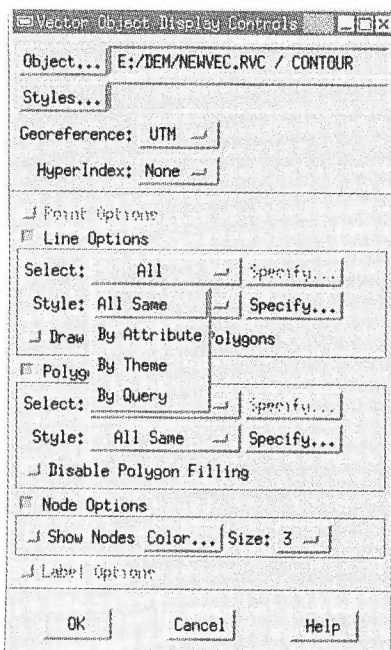 Vector Object Display Controls
Object... E:/DEM/NEWVEC.RVC / CONTOUR
Styles...
Georeference: UTM
HyperIndex: None
Point Options
Line Options
Select: All Specify...
Style: All Same Specify...
Draw By Attribute Polygons
By Theme
Polyg
By Query
Select: Specify...
Style: All Same Specify...
Disable Polygon Filling
Node Options
Show Nodes Color... Size: 3
Label Options
OK Cancel Help